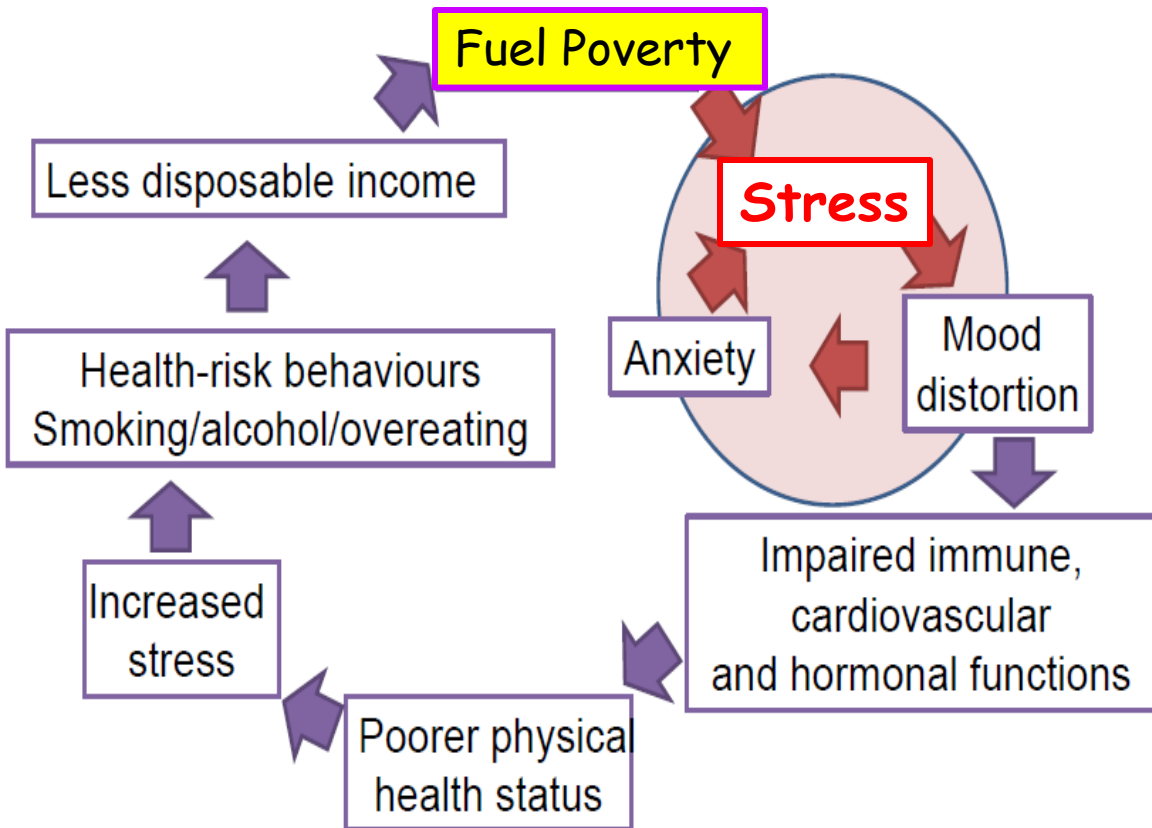 Fuel Poverty
Stress
Mood
distortion
Anxiety
Impaired immune,
cardiovascular
and hormonal functions
Poorer physical
health status
Increased
stress
Health-risk behaviours
Smoking/alcohol/overeating
Less disposable income